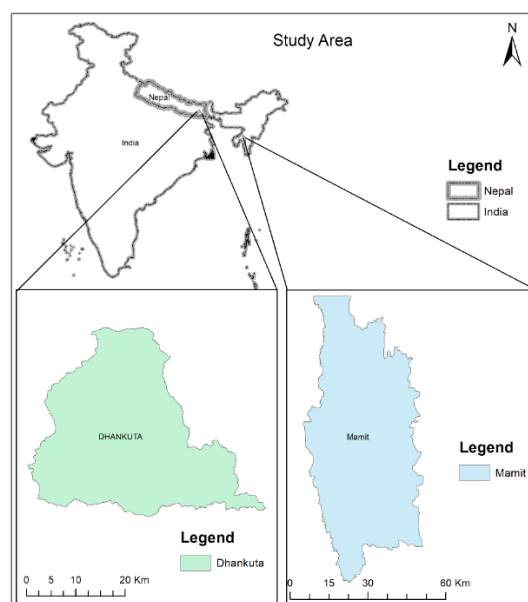 Study Area
N
Nepal
India
Legend
Nepal
India
DHANKUTA
Legend
Dhankuta
0 5 10 20 Km
Mamit
Legend
Mamit
0 15 30 60 Km